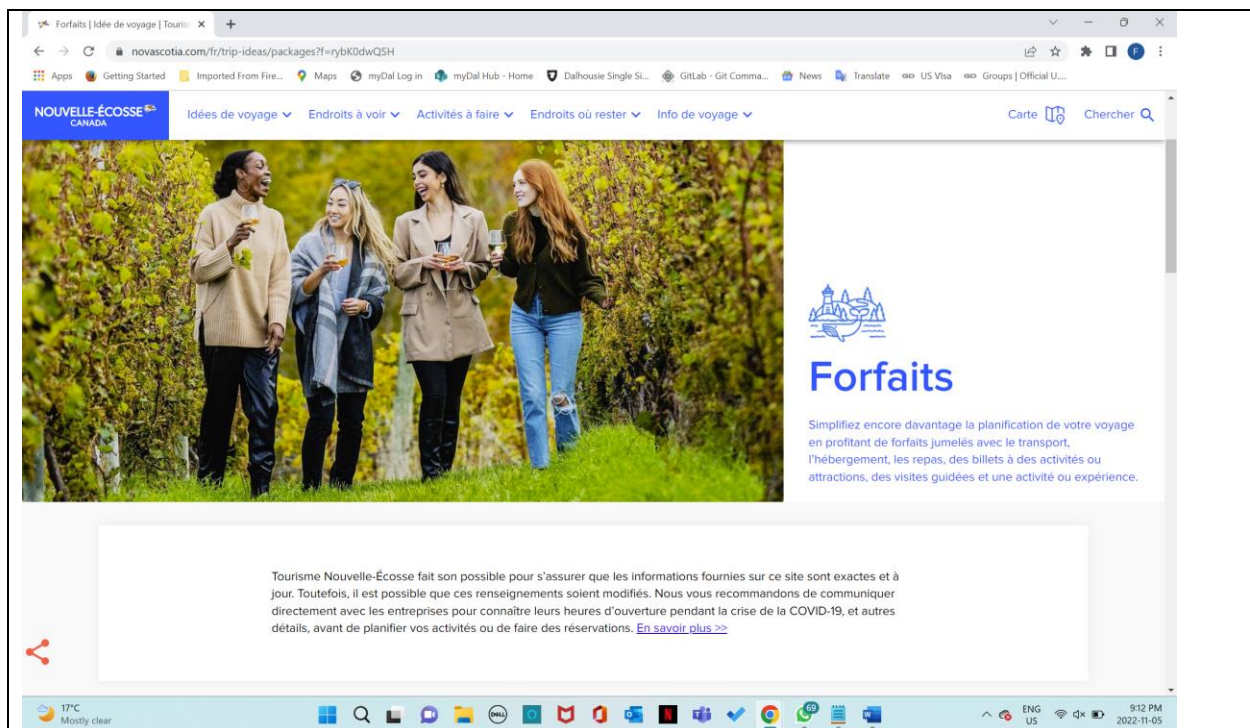 Forfaits | Idée de voyage | Touris
novascotia.com/fr/trip-ideas/packages?f=rybK0dwQSH
Apps Getting Started Imported From Fire... Maps myDal Log in myDal Hub - Home Dalhousie Single Si... GitLab - Git Comma... News Translate US VIsa Groups | Official U....
NOUVELLE-ÉCOSSE
CANADA
Idées de voyage Endroits à voir Activités à faire Endroits où rester Info de voyage Carte Chercher
Forfaits
Simplifiez encore davantage la planification de votre voyage
en profitant de forfaits jumelés avec le transport,
l'hébergement, les repas, des billets à des activités ou
attractions, des visites guidées et une activité ou expérience.
Tourisme Nouvelle-Écosse fait son possible pour s'assurer que les informations fournies sur ce site sont exactes et à
jour. Toutefois, il est possible que ces renseignements soient modifiés. Nous vous recommandons de communiquer
directement avec les entreprises pour connaître leurs heures d'ouverture pendant la crise de la COVID-19, et autres
détails, avant de planifier vos activités ou de faire des réservations. En savoir plus >>
17°C
Mostly clear
DELL
69
ENG
US
9:12 PM
2022-11-05